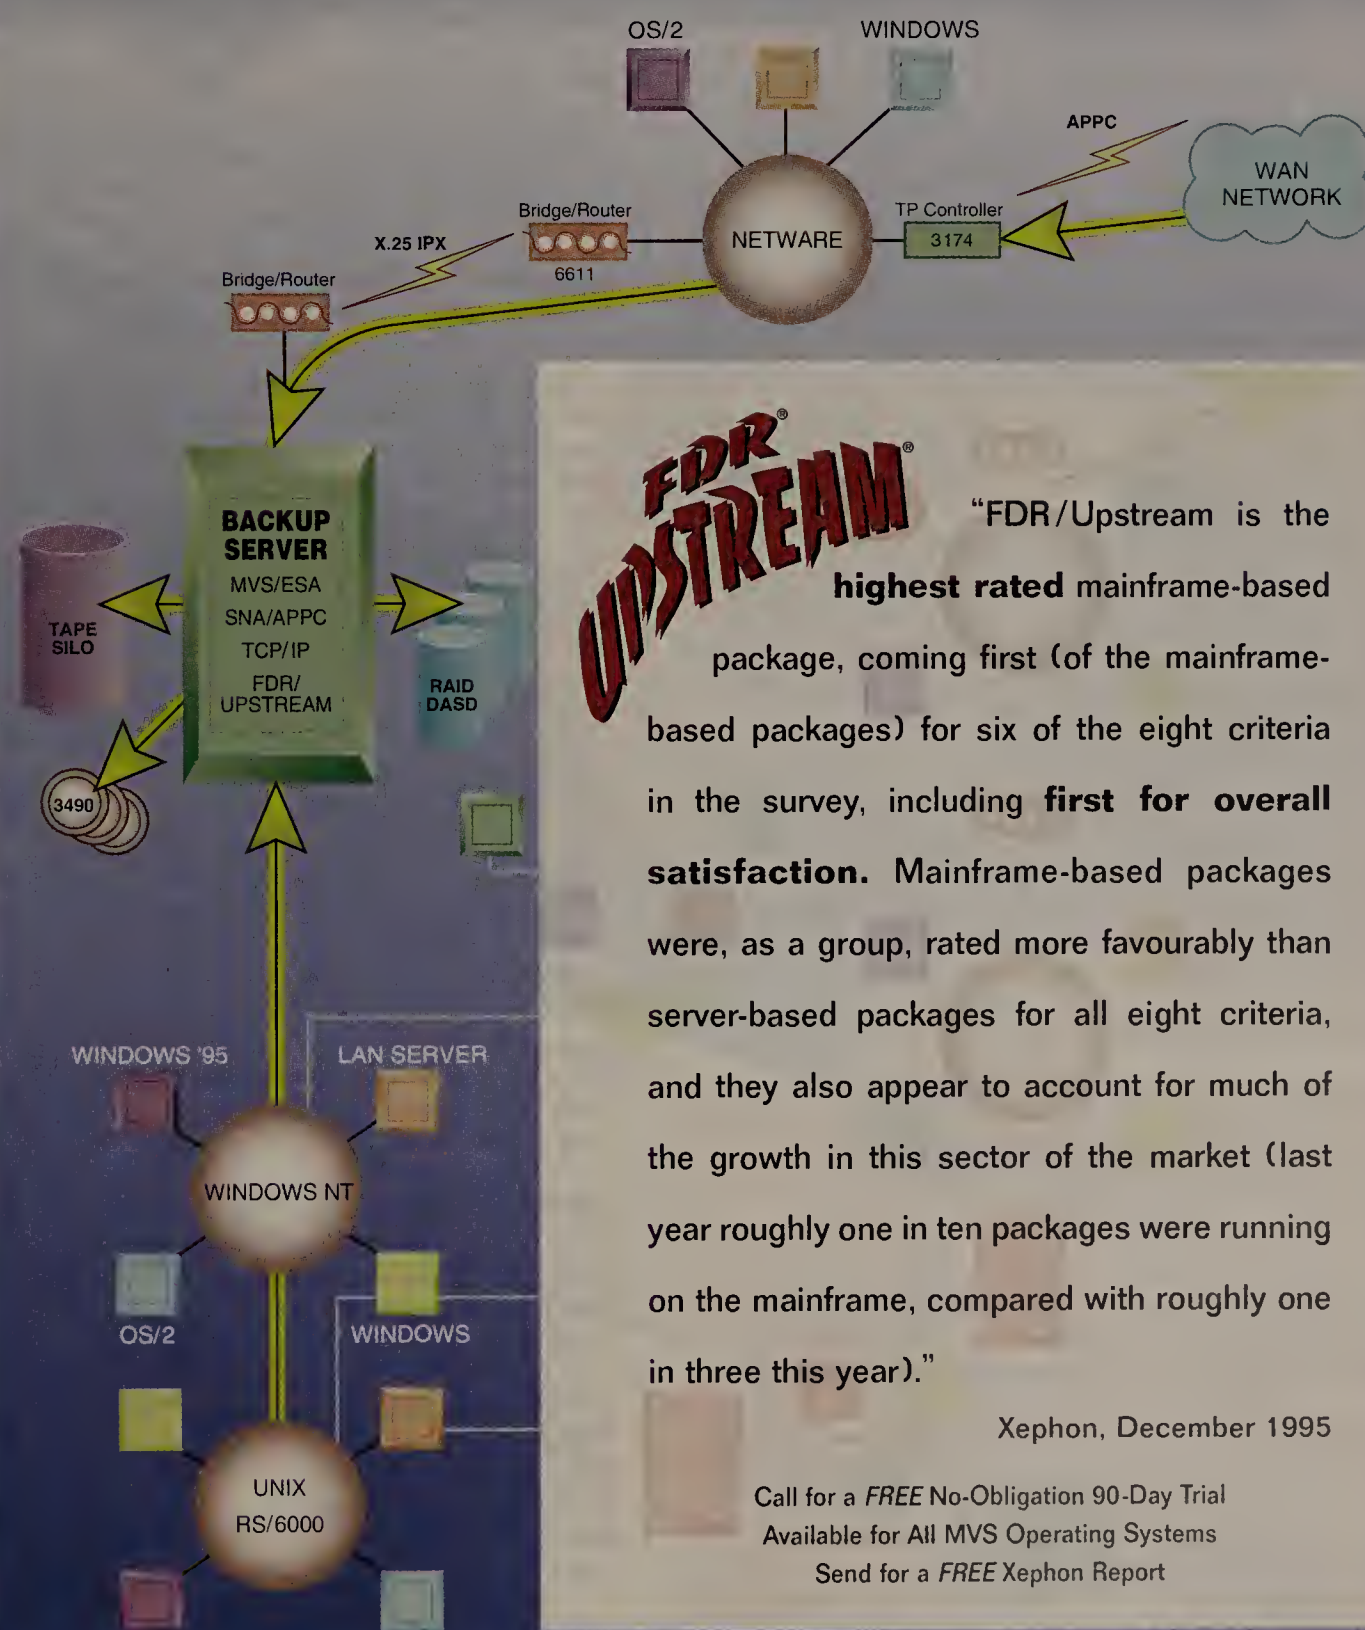 OS/2
WINDOWS
APPC
WAN
NETWORK
Bridge/Router
TP Controller
X.25 IPX
NETWARE
3174
6611
Bridge/Router
BACKUP
SERVER
MVS/ESA
SNA/APPC
TCP/IP
FDR/
UPSTREAM
TAPE
SILO
RAID
DASD
3490
WINDOWS '95
LAN SERVER
WINDOWS NT
OS/2
WINDOWS
UNIX
RS/6000
FDR®
UPSTREAM®
“FDR/Upstream is the
highest rated mainframe-based
package, coming first (of the mainframe-
based packages) for six of the eight criteria
in the survey, including first for overall
satisfaction. Mainframe-based packages
were, as a group, rated more favourably than
server-based packages for all eight criteria,
and they also appear to account for much of
the growth in this sector of the market (last
year roughly one in ten packages were running
on the mainframe, compared with roughly one
in three this year).”
Xephon, December 1995
Call for a FREE No-Obligation 90-Day Trial
Available for All MVS Operating Systems
Send for a FREE Xephon Report